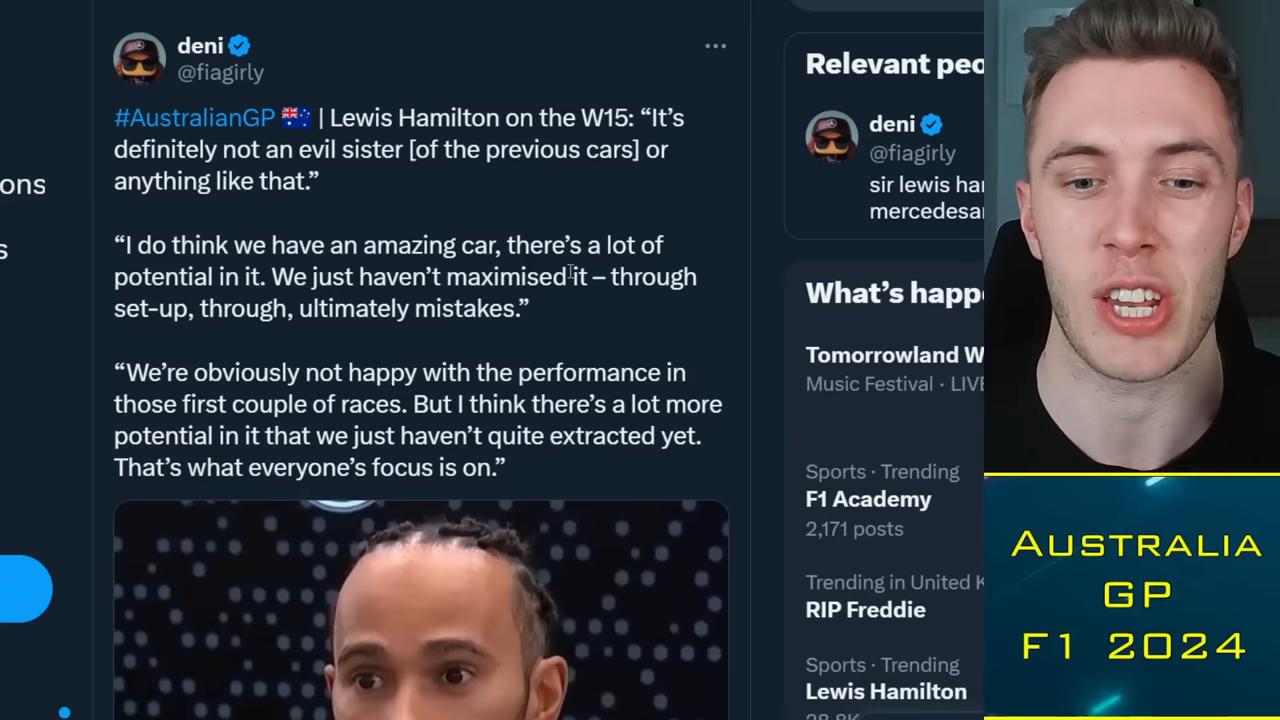 deni
@fiagirly
#AustralianGP 🇦🇺 | Lewis Hamilton on the W15: “It’s
definitely not an evil sister [of the previous cars] or
anything like that.”
“I do think we have an amazing car, there’s a lot of
potential in it. We just haven’t maximised it – through
set-up, through, ultimately mistakes.”
“We’re obviously not happy with the performance in
those first couple of races. But I think there’s a lot more
potential in it that we just haven’t quite extracted yet.
That’s what everyone’s focus is on.”
ons
s
Relevant peo
deni
@fiagirly
sir lewis ha
mercedesa
What’s happ
Tomorrowland W
Music Festival · LIVE
Sports · Trending
F1 Academy
2,171 posts
Trending in United K
RIP Freddie
Sports · Trending
Lewis Hamilton
AUSTRALIA
GP
F1 2024